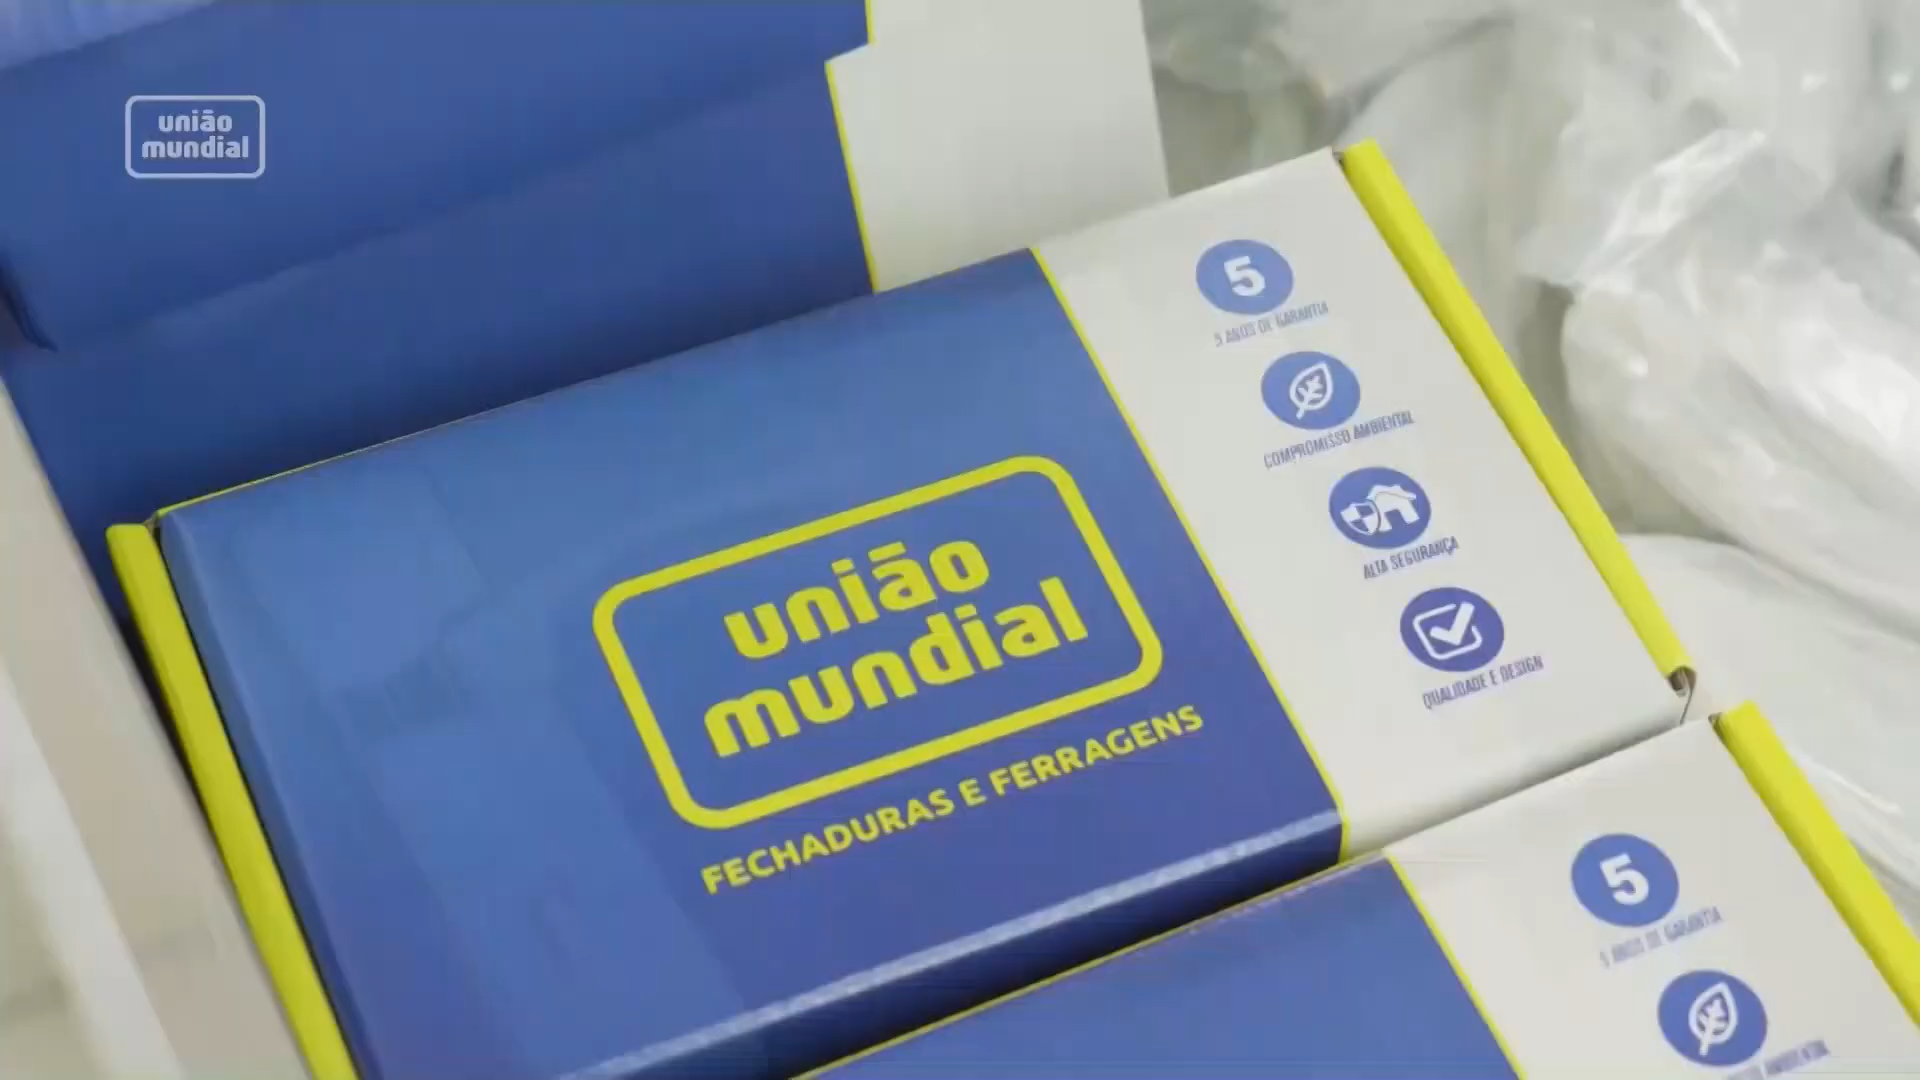 união
mundial
5
5 ANOS DE GARANTIA
COMPROMISSO AMBIENTAL
ALTA SEGURANÇA
QUALIDADE E DESIGN
união
mundial
FECHADURAS E FERRAGENS
5
5 ANOS DE GARANTIA
AMBIENTAL